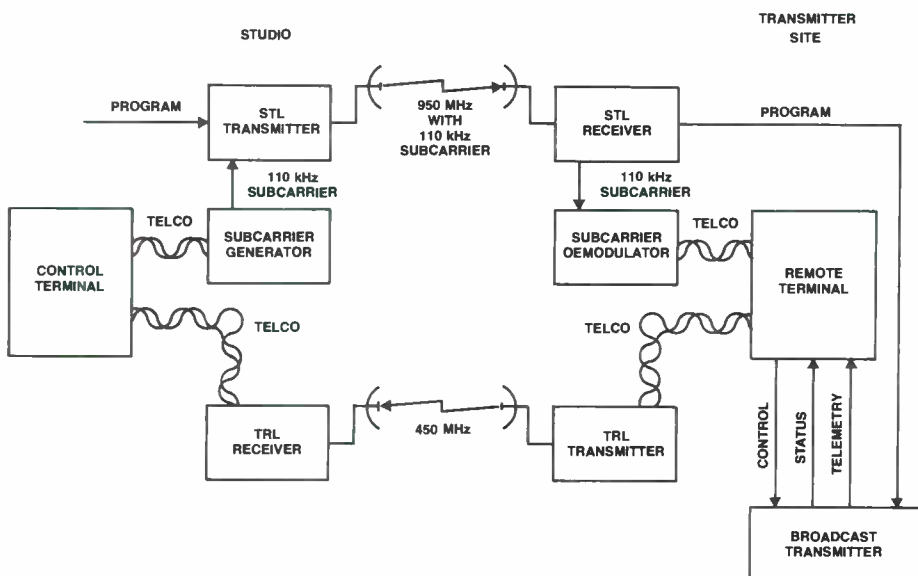 STUDIO
TRANSMITTER
SITE
PROGRAM
STL
TRANSMITTER
950 MHz
WITH
110 kHz
SUBCARRIER
STL
RECEIVER
PROGRAM
110 kHz
SUBCARRIER
110 kHz
SUBCARRIER
CONTROL
TERMINAL
TELCO
SUBCARRIER
GENERATOR
SUBCARRIER
OEMODULATOR
TELCO
REMOTE
TERMINAL
TELCO
TELCO
TRL
RECEIVER
450 MHz
TRL
TRANSMITTER
CONTROL
STATUS
TELEMETRY
BROADCAST
TRANSMITTER